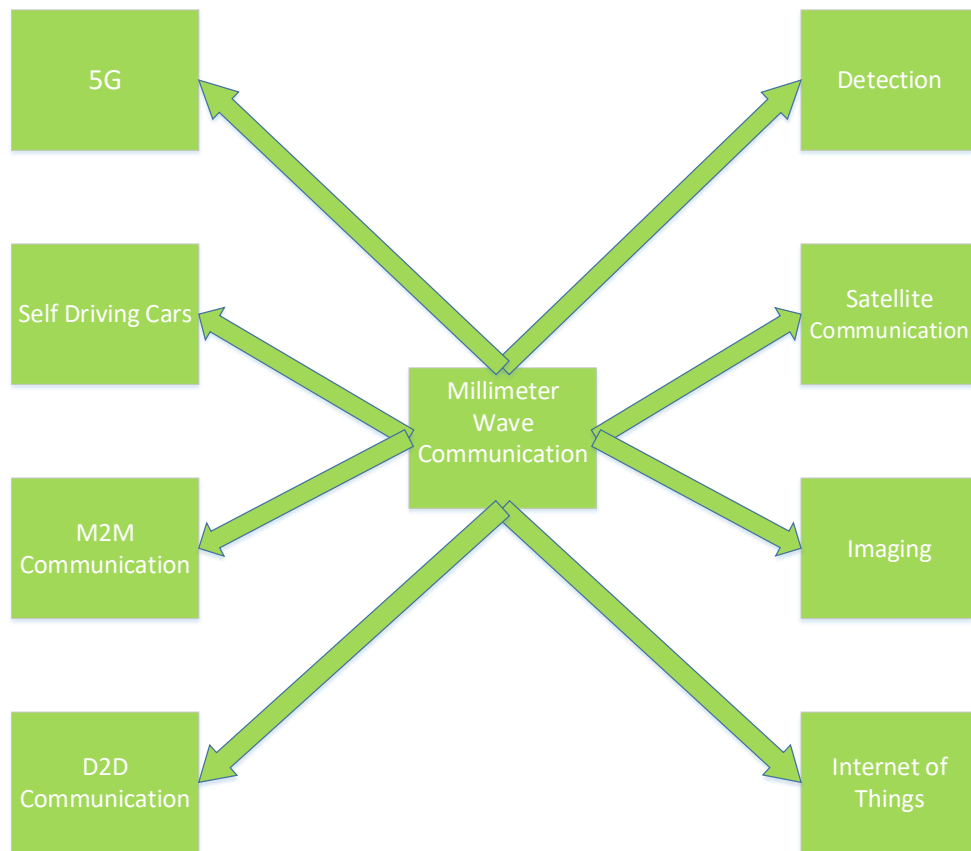 5G
Detection
Self Driving Cars
Satellite
Communication
Millimeter
Wave
Communication
M2M
Communication
Imaging
D2D
Communication
Internet of
Things